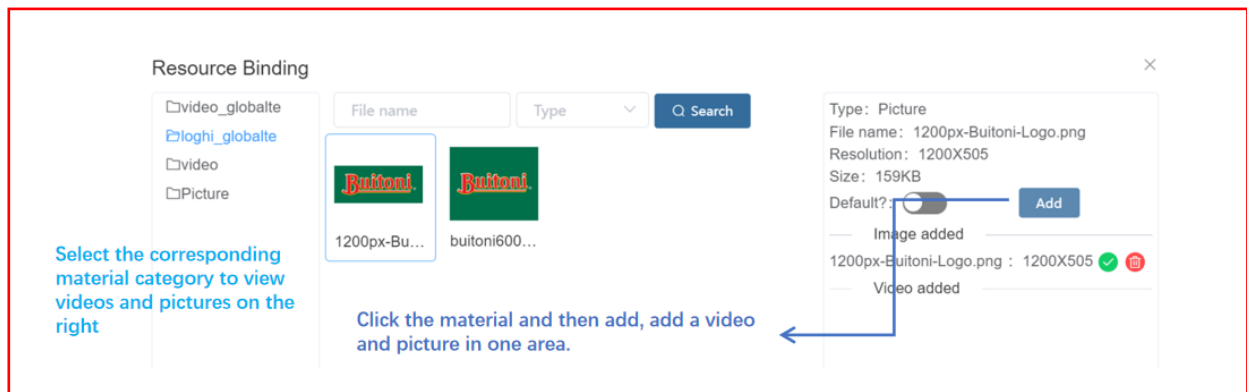 Resource Binding
video_globalte
loghi_globalte
video
Picture
File name
Type
Search
Buitoni
Buitoni
1200px-Bu...
buitoni600...
Select the corresponding
material category to view
videos and pictures on the
right
Click the material and then add, add a video
and picture in one area.
Type: Picture
File name: 1200px-Buitoni-Logo.png
Resolution: 1200X505
Size: 159KB
Default?:
Add
Image added
1200px-Buitoni-Logo.png : 1200X505
Video added